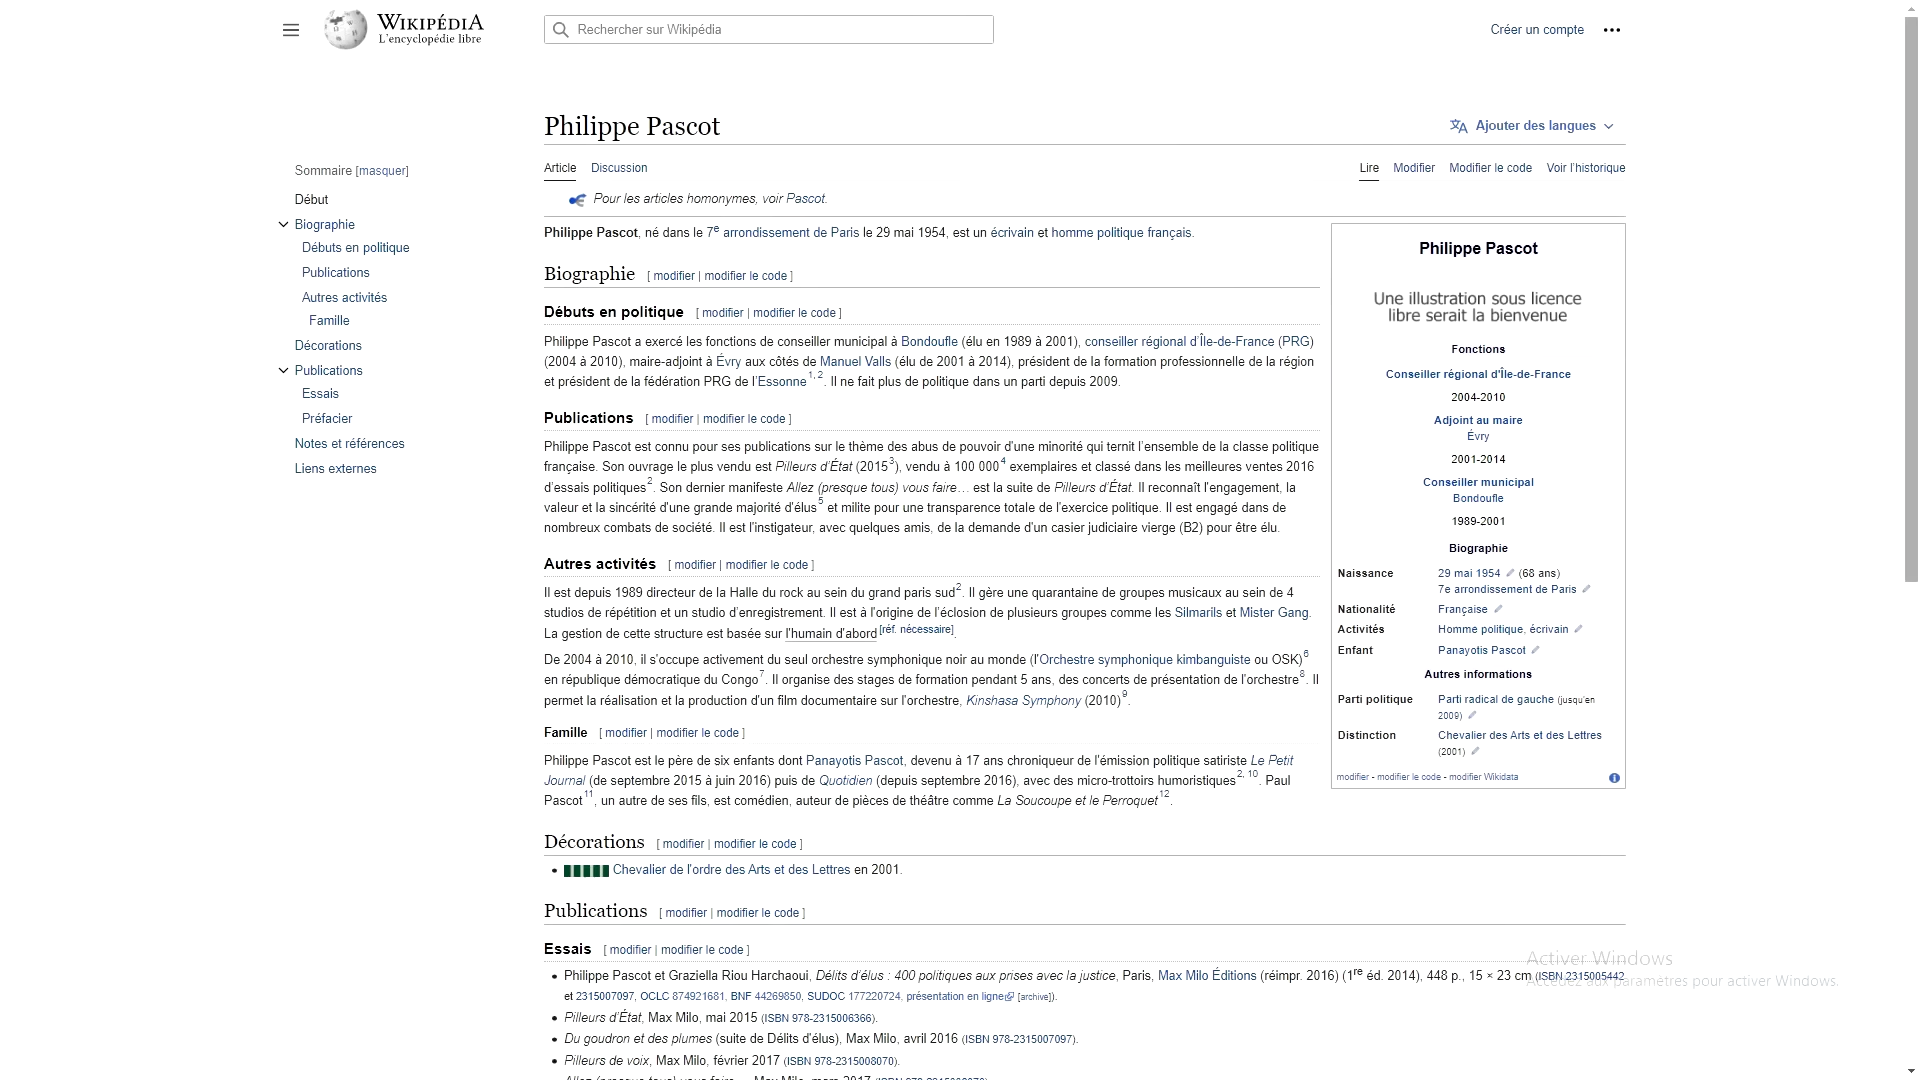 WIKIPÉDIA
L'encyclopédie libre
Rechercher sur Wikipédia
Créer un compte
Philippe Pascot
Ajouter des langues
Article Discussion
Lire Modifier Modifier le code Voir l'historique
Sommaire [masquer]
Début
Biographie
Débuts en politique
Publications
Autres activités
Famille
Décorations
Publications
Essais
Préfacier
Notes et références
Liens externes
Pour les articles homonymes, voir Pascot.
Philippe Pascot, né dans le 7e arrondissement de Paris le 29 mai 1954, est un écrivain et homme politique français.
Biographie [ modifier | modifier le code ]
Débuts en politique [ modifier | modifier le code ]
Philippe Pascot a exercé les fonctions de conseiller municipal à Bondoufle (élu en 1989 à 2001), conseiller régional d'Île-de-France (PRG)
(2004 à 2010), maire-adjoint à Évry aux côtés de Manuel Valls (élu de 2001 à 2014), président de la formation professionnelle de la région
et président de la fédération PRG de l'Essonne1, 2. Il ne fait plus de politique dans un parti depuis 2009.
Publications [ modifier | modifier le code ]
Philippe Pascot est connu pour ses publications sur le thème des abus de pouvoir d'une minorité qui ternit l'ensemble de la classe politique
française. Son ouvrage le plus vendu est Pilleurs d'État (20153), vendu à 100 0004 exemplaires et classé dans les meilleures ventes 2016
d'essais politiques2. Son dernier manifeste Allez (presque tous) vous faire… est la suite de Pilleurs d'État. Il reconnaît l'engagement, la
valeur et la sincérité d'une grande majorité d'élus5 et milite pour une transparence totale de l'exercice politique. Il est engagé dans de
nombreux combats de société. Il est l'instigateur, avec quelques amis, de la demande d'un casier judiciaire vierge (B2) pour être élu.
Autres activités [ modifier | modifier le code ]
Il est depuis 1989 directeur de la Halle du rock au sein du grand paris sud2. Il gère une quarantaine de groupes musicaux au sein de 4
studios de répétition et un studio d'enregistrement. Il est à l'origine de l'éclosion de plusieurs groupes comme les Silmarils et Mister Gang.
La gestion de cette structure est basée sur l'humain d'abord[réf. nécessaire].
De 2004 à 2010, il s'occupe activement du seul orchestre symphonique noir au monde (l'Orchestre symphonique kimbanguiste ou OSK)6
en république démocratique du Congo7. Il organise des stages de formation pendant 5 ans, des concerts de présentation de l'orchestre8. Il
permet la réalisation et la production d'un film documentaire sur l'orchestre, Kinshasa Symphony (2010)9.
Famille [ modifier | modifier le code ]
Philippe Pascot est le père de six enfants dont Panayotis Pascot, devenu à 17 ans chroniqueur de l'émission politique satiriste Le Petit
Journal (de septembre 2015 à juin 2016) puis de Quotidien (depuis septembre 2016), avec des micro-trottoirs humoristiques2, 10. Paul
Pascot11, un autre de ses fils, est comédien, auteur de pièces de théâtre comme La Soucoupe et le Perroquet12.
Philippe Pascot
Une illustration sous licence
libre serait la bienvenue
Fonctions
Conseiller régional d'Île-de-France
2004-2010
Adjoint au maire
Évry
2001-2014
Conseiller municipal
Bondoufle
1989-2001
Biographie
Naissance 29 mai 1954 (68 ans)
7e arrondissement de Paris
Nationalité Française
Activités Homme politique, écrivain
Enfant Panayotis Pascot
Autres informations
Parti politique Parti radical de gauche (jusqu'en
2009)
Distinction Chevalier des Arts et des Lettres
(2001)
modifier - modifier le code - modifier Wikidata
Décorations [ modifier | modifier le code ]
• Chevalier de l'ordre des Arts et des Lettres en 2001.
Publications [ modifier | modifier le code ]
Essais [ modifier | modifier le code ]
• Philippe Pascot et Graziella Riou Harchaoui, Délits d'élus : 400 politiques aux prises avec la justice, Paris, Max Milo Éditions (réimpr. 2016) (1re éd. 2014), 448 p., 15 × 23 cm (ISBN 2315005442
et 2315007097, OCLC 874921681, BNF 44269850, SUDOC 177220724, présentation en ligne [archive]).
• Pilleurs d'État, Max Milo, mai 2015 (ISBN 978-2315006366).
• Du goudron et des plumes (suite de Délits d'élus), Max Milo, avril 2016 (ISBN 978-2315007097).
• Pilleurs de voix, Max Milo, février 2017 (ISBN 978-2315008070).
Allez (presque tous) vous faire… Max Milo, mars 2017
Activer Windows
Accédez aux paramètres pour activer Windows.